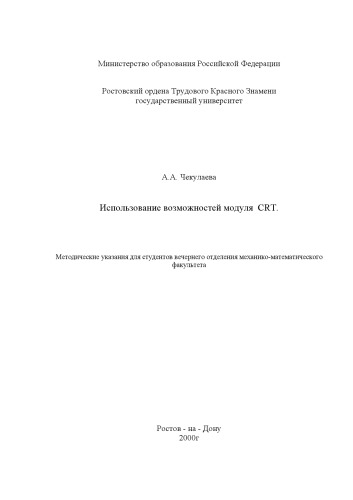 Министерство образования Российской Федерации
Ростовский ордена Трудового Красного Знамени
государственный университет
А.А. Чекулаева
Использование возможностей модуля CRT.
Методические указания для студентов вечернего отделения механико-математического
факультета
Ростов - на - Дону
2000г